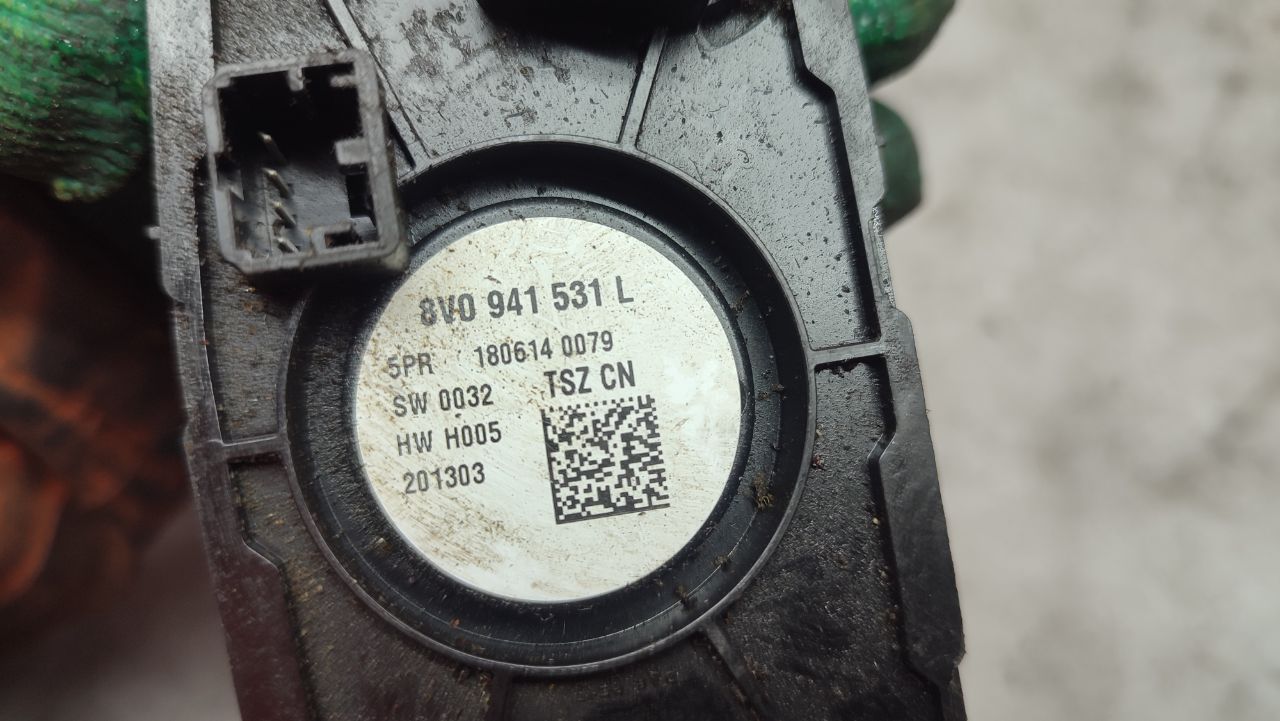 8V0 941 531 L
5PR 180614 0079
TSZ CN
SW 0032
HW H005
201303